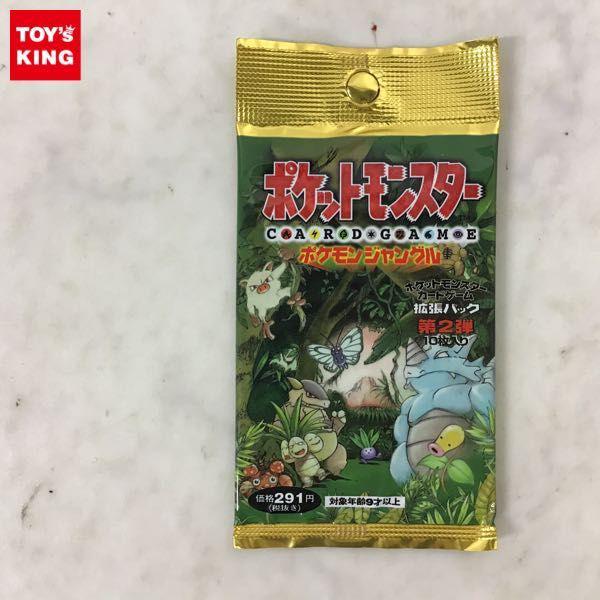 TOY'S
KING
ポケットモンスター
CARD GAME
ポケモンジャングル
ポケットモンスター
カードゲーム
拡張パック
第2弾
10枚入り
価格291円
(税抜き)
対象年齢9才以上